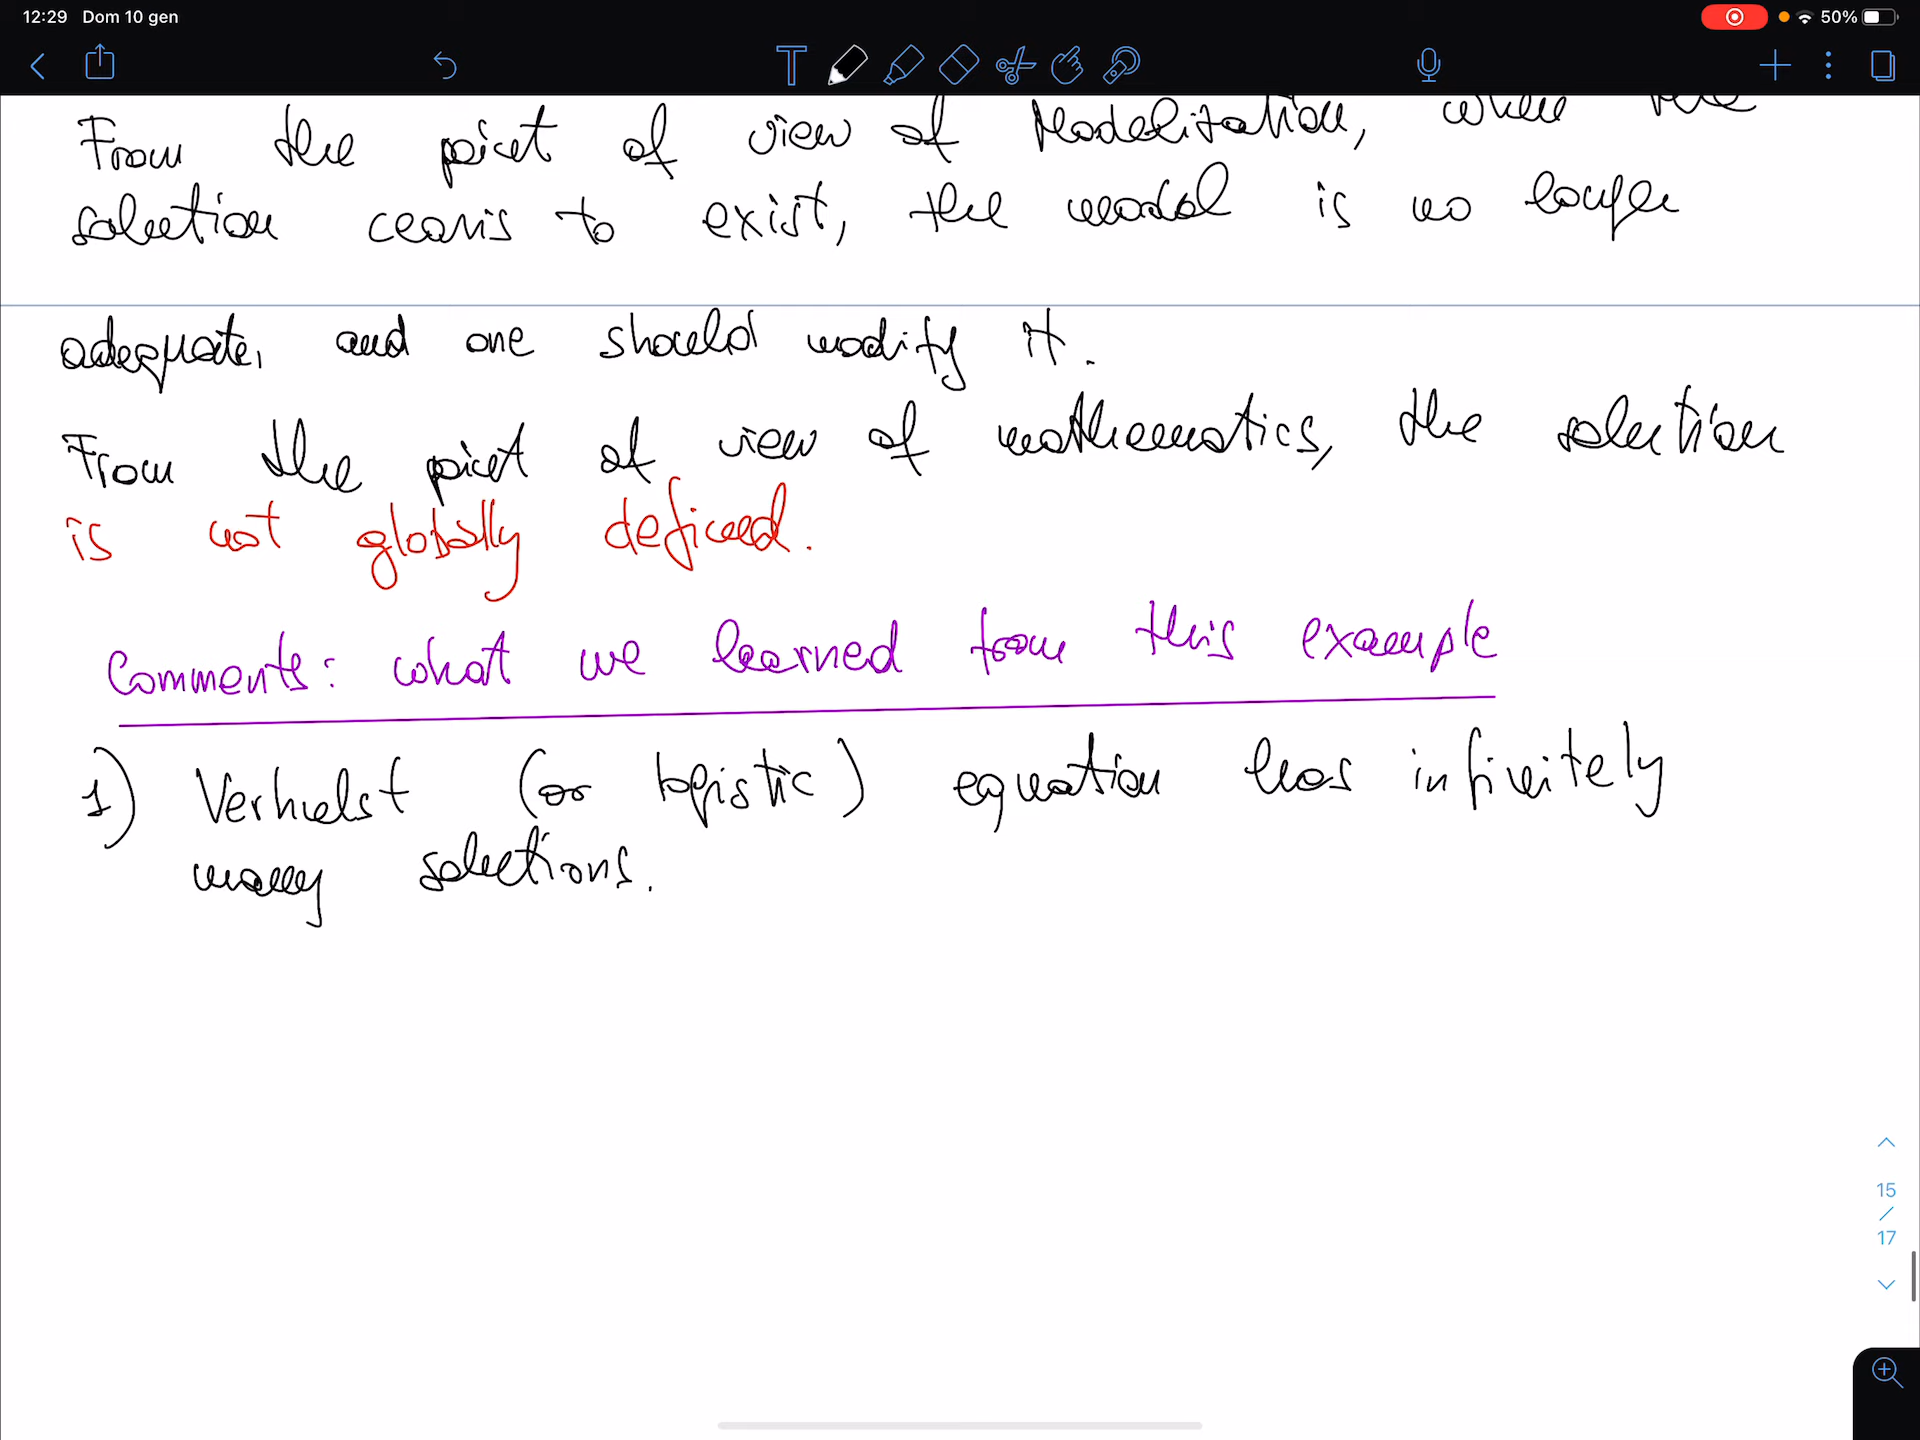 12:29 Dom 10 gen
50%
From the point of view of Modelization, when the
solution ceases to exist, the model is no longer
adequate, and one should modify it.
From the point of view of mathematics, the solution
is not globally defined.
Comments: what we learned from this example
1) Verhulst (or logistic) equation has infinitely
many solutions.
15
/
17